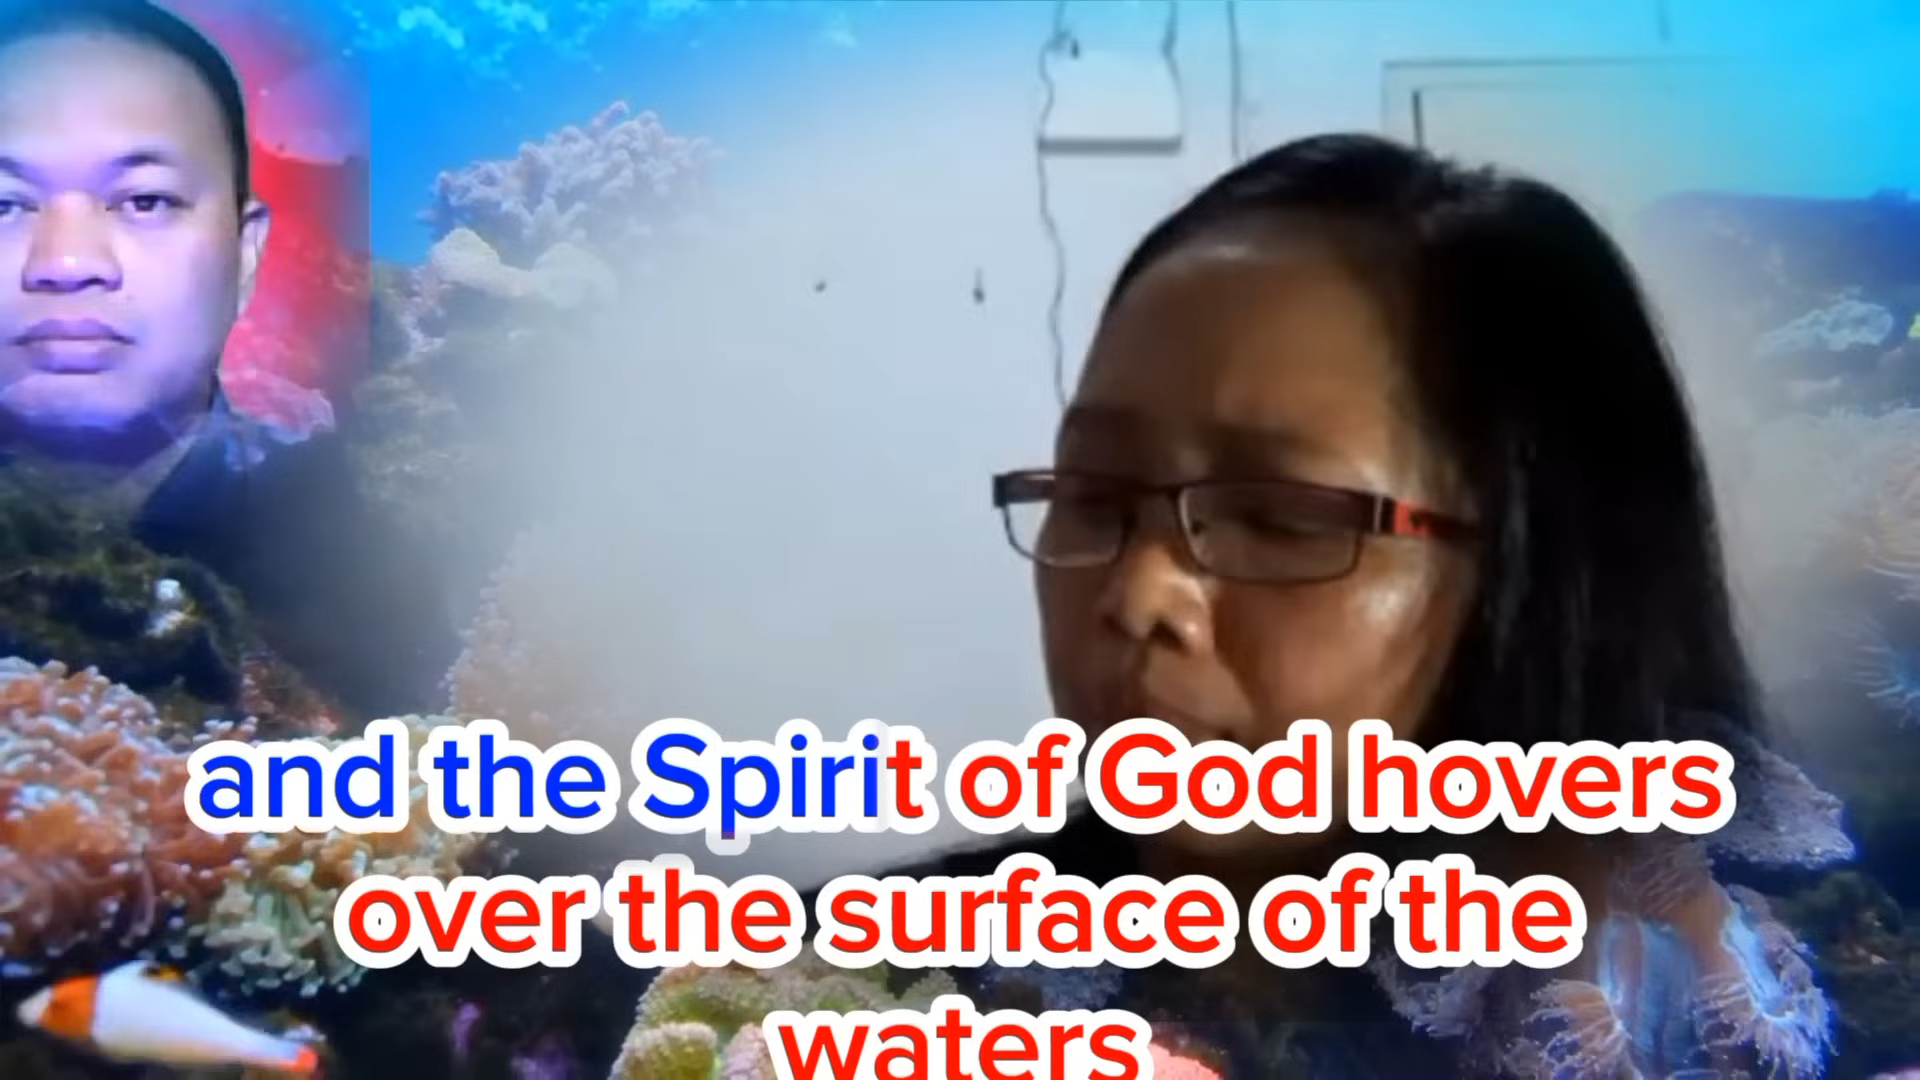 and the Spirit of God hovers
over the surface of the
waters